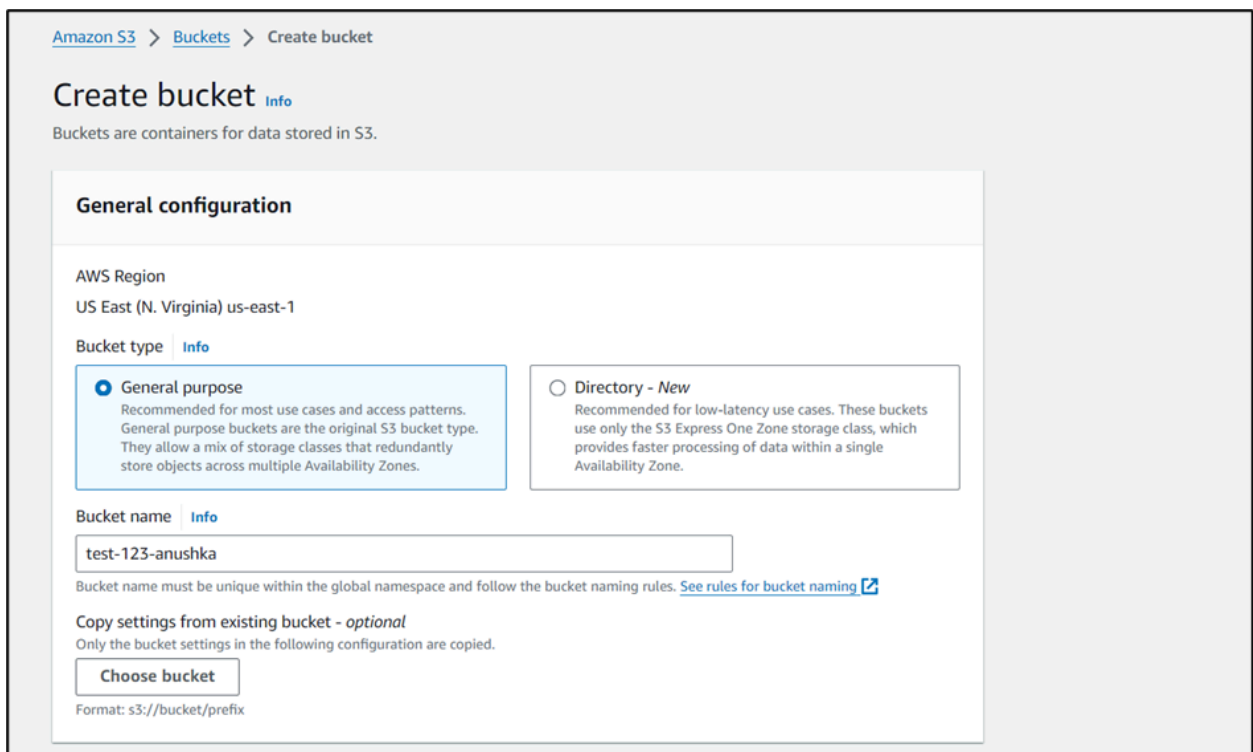 Amazon S3 > Buckets > Create bucket
Create bucket Info
Buckets are containers for data stored in S3.
General configuration
AWS Region
US East (N. Virginia) us-east-1
Bucket type Info
General purpose
Recommended for most use cases and access patterns.
General purpose buckets are the original S3 bucket type.
They allow a mix of storage classes that redundantly
store objects across multiple Availability Zones.
Directory - New
Recommended for low-latency use cases. These buckets
use only the S3 Express One Zone storage class, which
provides faster processing of data within a single
Availability Zone.
Bucket name Info
test-123-anushka
Bucket name must be unique within the global namespace and follow the bucket naming rules. See rules for bucket naming
Copy settings from existing bucket - optional
Only the bucket settings in the following configuration are copied.
Choose bucket
Format: s3://bucket/prefix